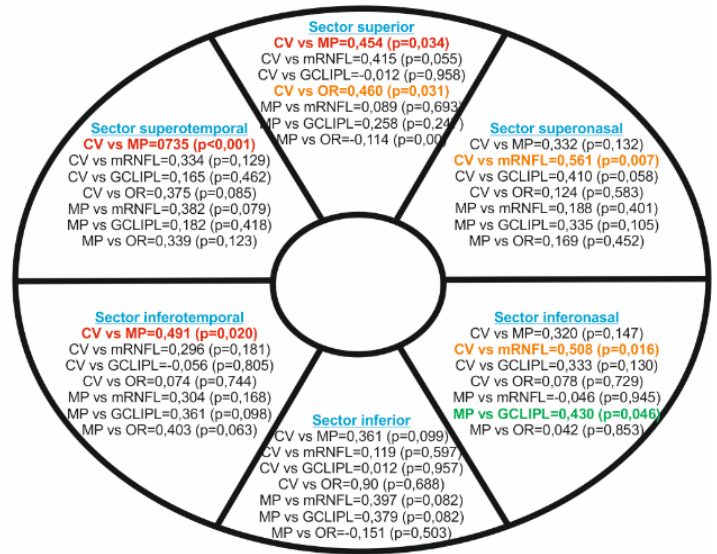 Sector superior
CV vs MP=0,454 (p=0,034)
CV vs mRNFL=0,415 (p=0,055)
CV vs GCLIPL=-0,012 (p=0,958)
CV vs OR=0,460 (p=0,031)
MP vs mRNFL=0,089 (p=0,693)
MP vs GCLIPL=0,258 (p=0,24
MP vs OR=-0,114 (p=0,00
Sector superotemporal
CV vs MP=0735 (p<0,001)
CV vs mRNFL=0,334 (p=0,129)
CV vs GCLIPL=0,165 (p=0,462)
CV vs OR=0,375 (p=0,085)
MP vs mRNFL=0,382 (p=0,079)
MP vs GCLIPL=0,182 (p=0,418)
MP vs OR=0,339 (p=0,123)
Sector superonasal
CV vs MP=0,332 (p=0,132)
CV vs mRNFL=0,561 (p=0,007)
CV vs GCLIPL=0,410 (p=0,058)
CV vs OR=0,124 (p=0,583)
MP vs mRNFL=0,188 (p=0,401)
MP vs GCLIPL=0,335 (p=0,105)
MP vs OR=0,169 (p=0,452)
Sector inferotemporal
CV vs MP=0,491 (p=0,020)
CV vs mRNFL=0,296 (p=0,181)
CV vs GCLIPL=-0,056 (p=0,805)
CV vs OR=0,074 (p=0,744)
MP vs mRNFL=0,304 (p=0,168)
MP vs GCLIPL=0,361 (p=0,098)
MP vs OR=0,403 (p=0,063)
Sector inferonasal
CV vs MP=0,320 (p=0,147)
CV vs mRNFL=0,508 (p=0,016)
CV vs GCLIPL=0,333 (p=0,130)
CV vs OR=0,078 (p=0,729)
MP vs mRNFL=-0,046 (p=0,945)
MP vs GCLIPL=0,430 (p=0,046)
MP vs OR=0,042 (p=0,853)
Sector inferior
CV vs MP=0,361 (p=0,099)
CV vs mRNFL=0,119 (p=0,597)
CV vs GCLIPL=0,012 (p=0,957)
CV vs OR=0,90 (p=0,688)
MP vs mRNFL=0,397 (p=0,082)
MP vs GCLIPL=0,379 (p=0,082)
MP vs OR=-0,151 (p=0,503)